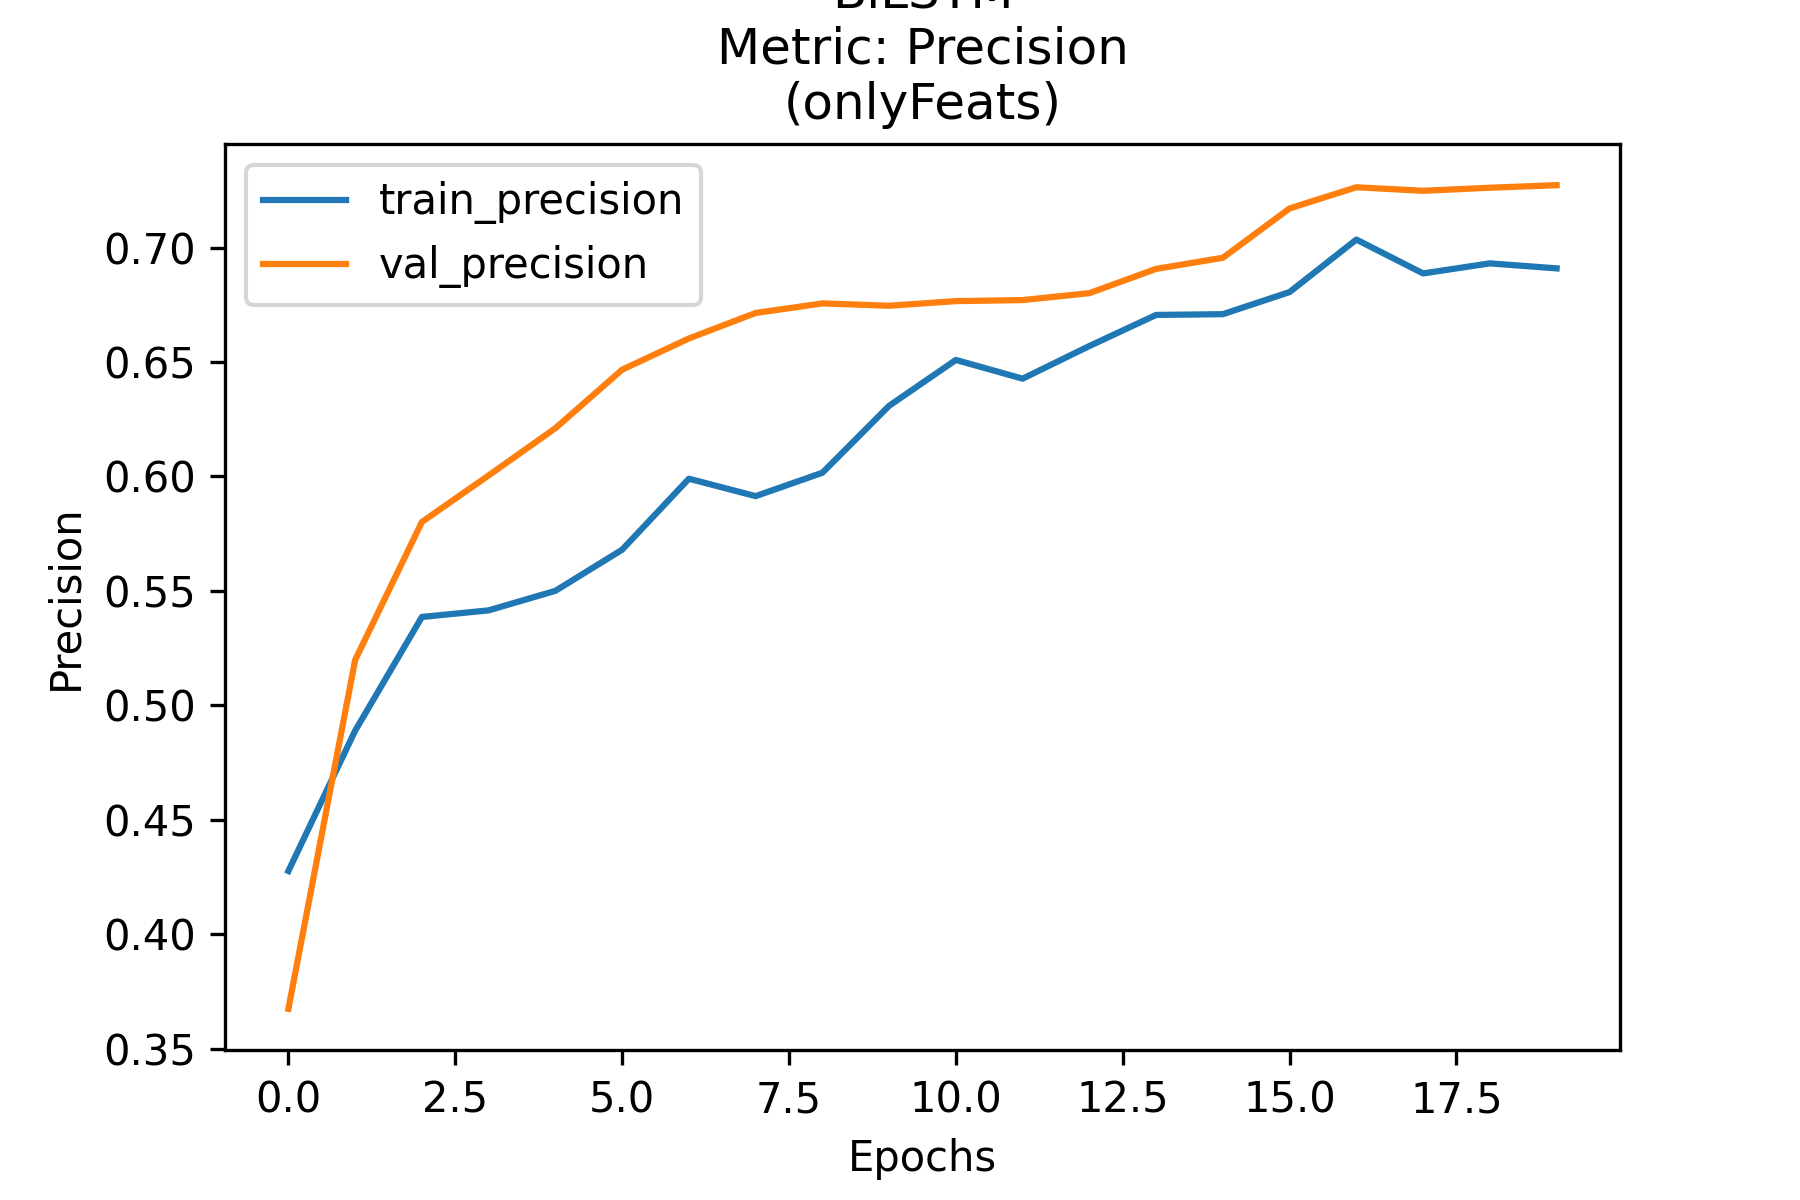 BiLSTM
Metric: Precision
(onlyFeats)
train_precision
val_precision
0.70
0.65
0.60
0.55
0.50
0.45
0.40
0.35
Precision
0.0 2.5 5.0 7.5 10.0 12.5 15.0 17.5
Epochs